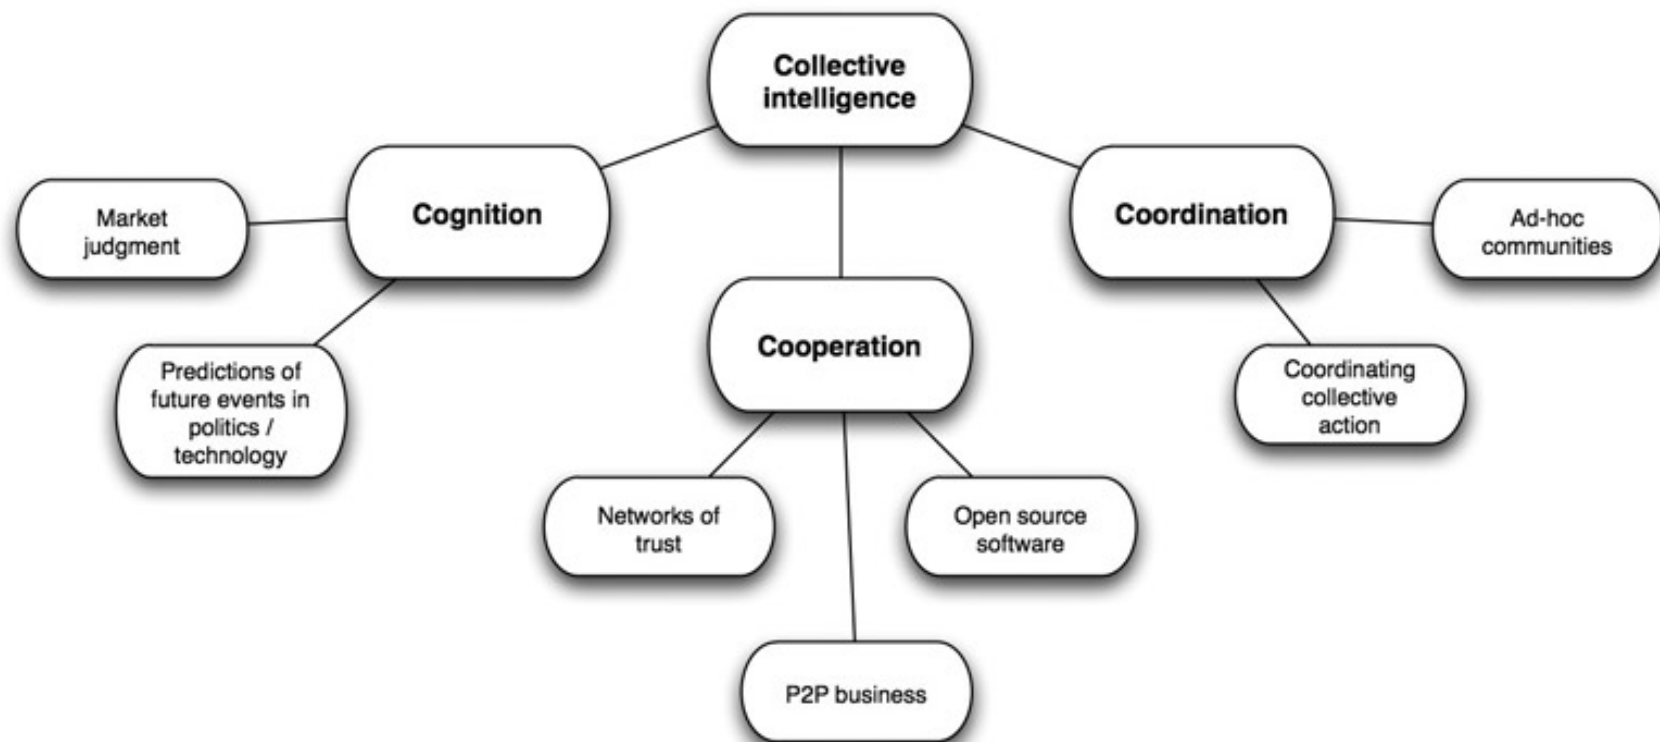 Collective
intelligence
Cognition
Coordination
Market
judgment
Ad-hoc
communities
Cooperation
Predictions of
future events in
politics /
technology
Coordinating
collective
action
Networks of
trust
Open source
software
P2P business